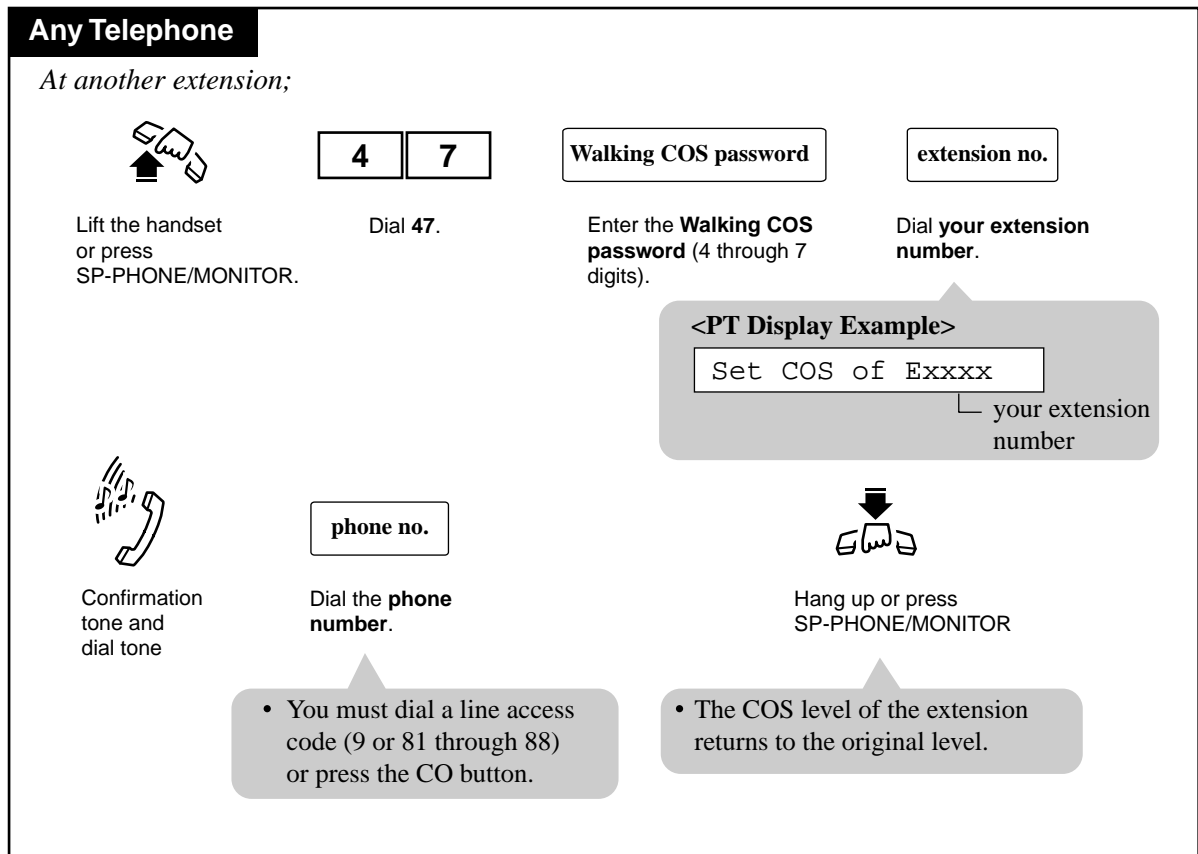 Any Telephone
At another extension;
4 7
Walking COS password
extension no.
Lift the handset
or press
SP-PHONE/MONITOR.
Dial 47.
Enter the Walking COS
password (4 through 7
digits).
Dial your extension
number.
<PT Display Example>
Set COS of Exxxx
your extension
number
phone no.
Confirmation
tone and
dial tone
Dial the phone
number.
Hang up or press
SP-PHONE/MONITOR
• You must dial a line access
code (9 or 81 through 88)
or press the CO button.
• The COS level of the extension
returns to the original level.